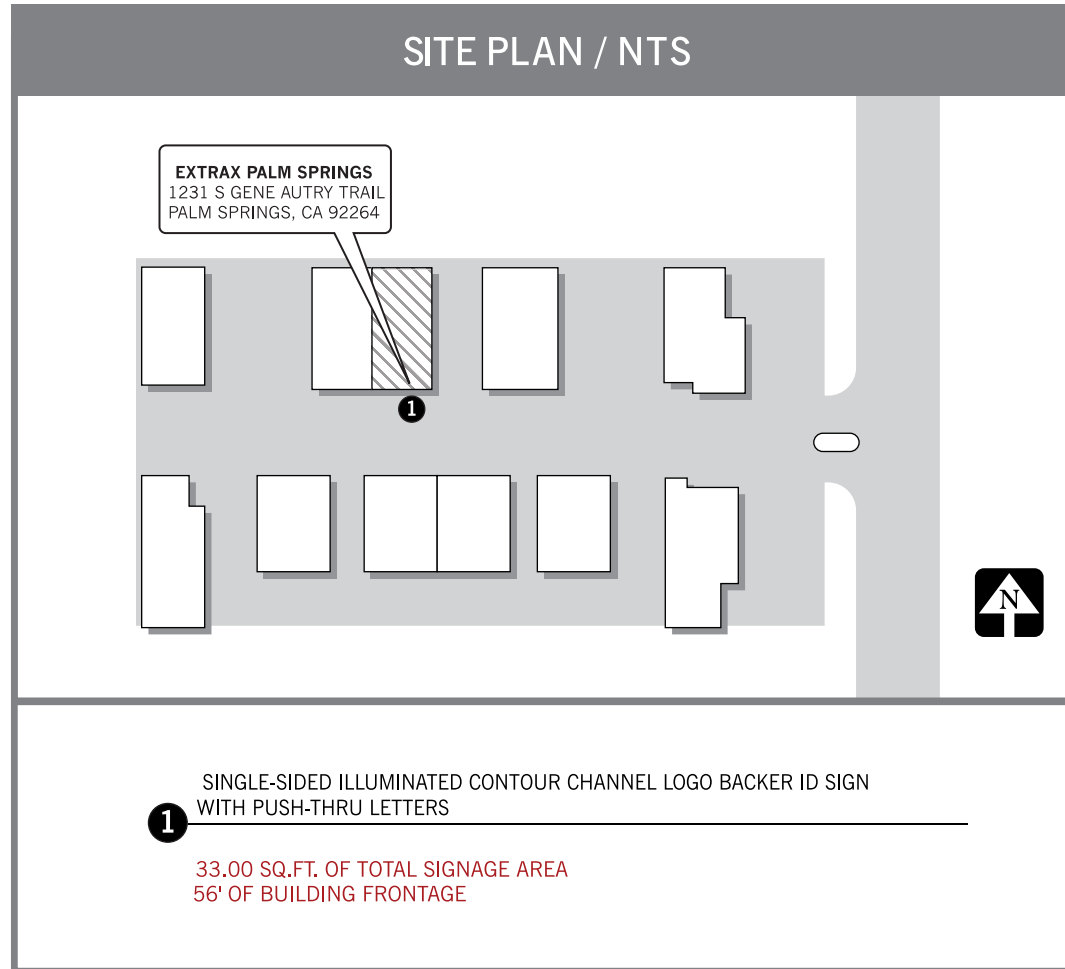 SITE PLAN / NTS
EXTRAX PALM SPRINGS
1231 S GENE AUTRY TRAIL
PALM SPRINGS, CA 92264
1
N
SINGLE-SIDED ILLUMINATED CONTOUR CHANNEL LOGO BACKER ID SIGN
WITH PUSH-THRU LETTERS
1
33.00 SQ.FT. OF TOTAL SIGNAGE AREA
56' OF BUILDING FRONTAGE